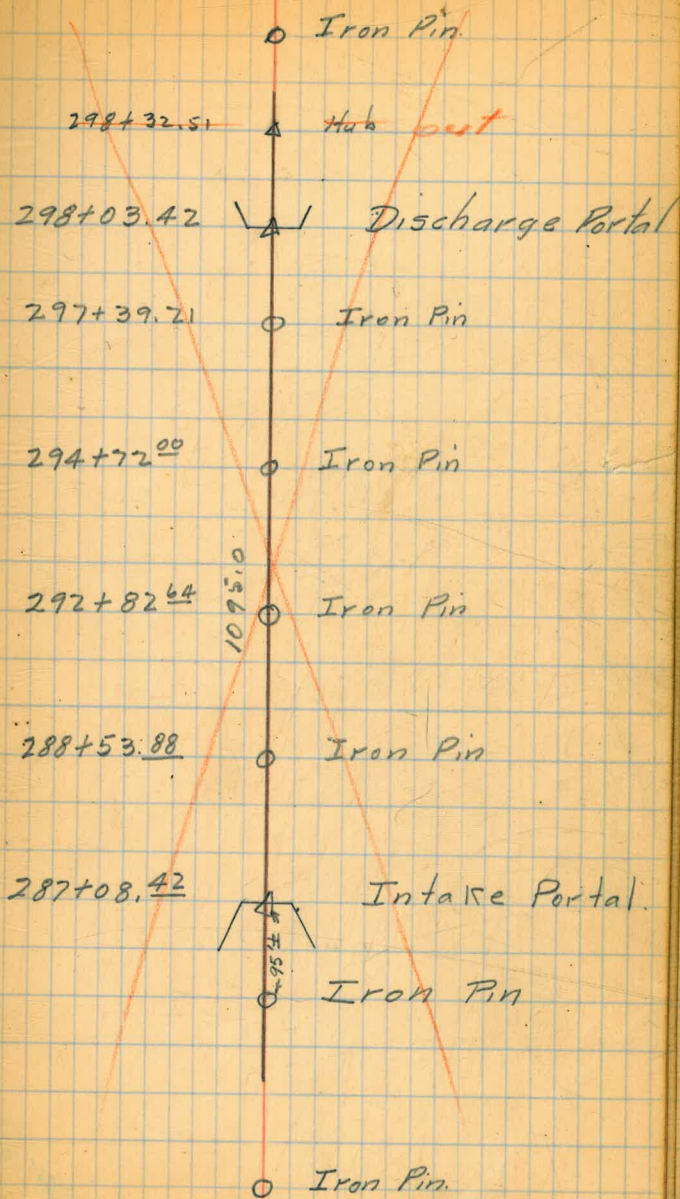 Iron Pin.
298+32.51 Hub out
298+03.42 Discharge Portal
297+39.21 Iron Pin
294+72 00 Iron Pin
1095.0
292+82 64 Iron Pin
288+53.88 Iron Pin
287+08.42 Intake Portal.
Iron Pin
Iron Pin.